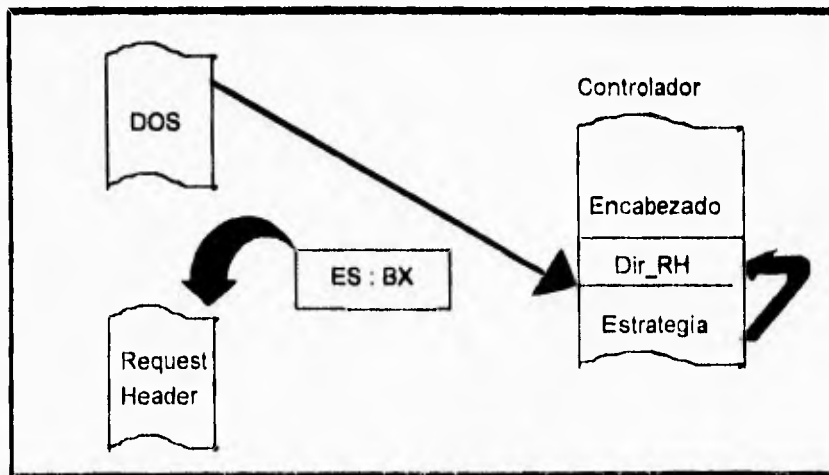 DOS
Controlador
Encabezado
ES : BX
Dir_RH
Estrategia
Request
Header